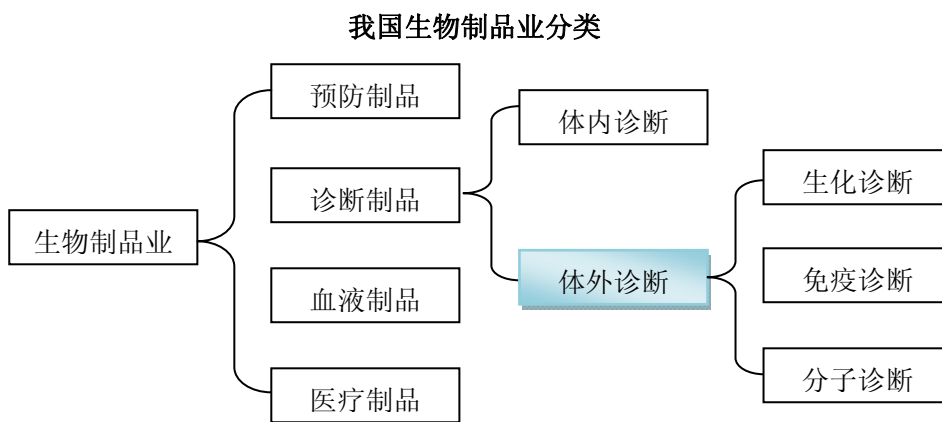 我国生物制品业分类
预防制品
体内诊断
诊断制品
生化诊断
生物制品业
体外诊断
免疫诊断
血液制品
分子诊断
医疗制品